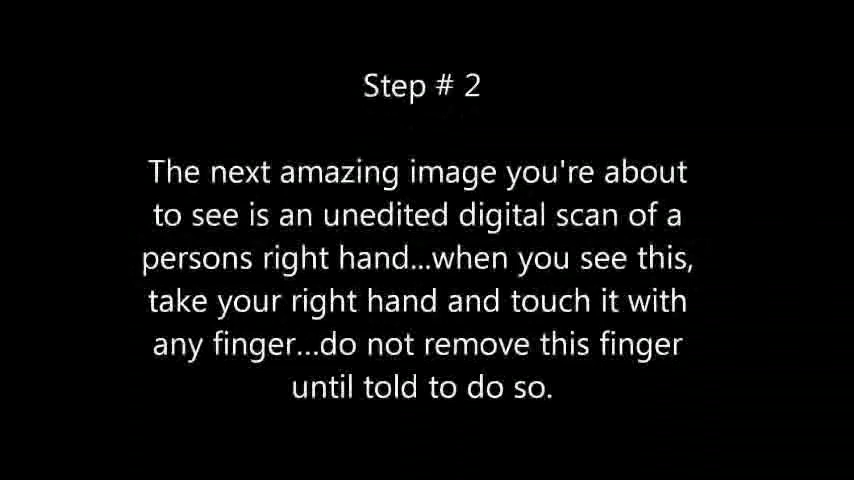 Step # 2
The next amazing image you're about
to see is an unedited digital scan of a
persons right hand...when you see this,
take your right hand and touch it with
any finger...do not remove this finger
until told to do so.